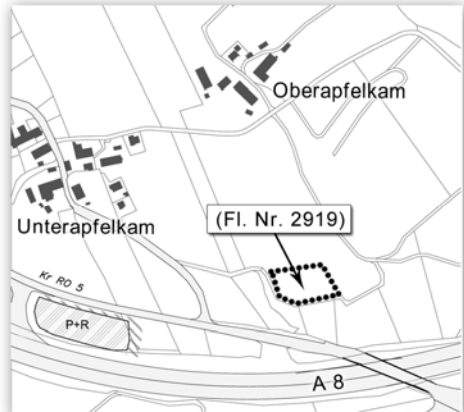 Oberapfelkam
(Fl. Nr. 2919)
Unterapfelkam
Kr RO 5
P+R
A 8